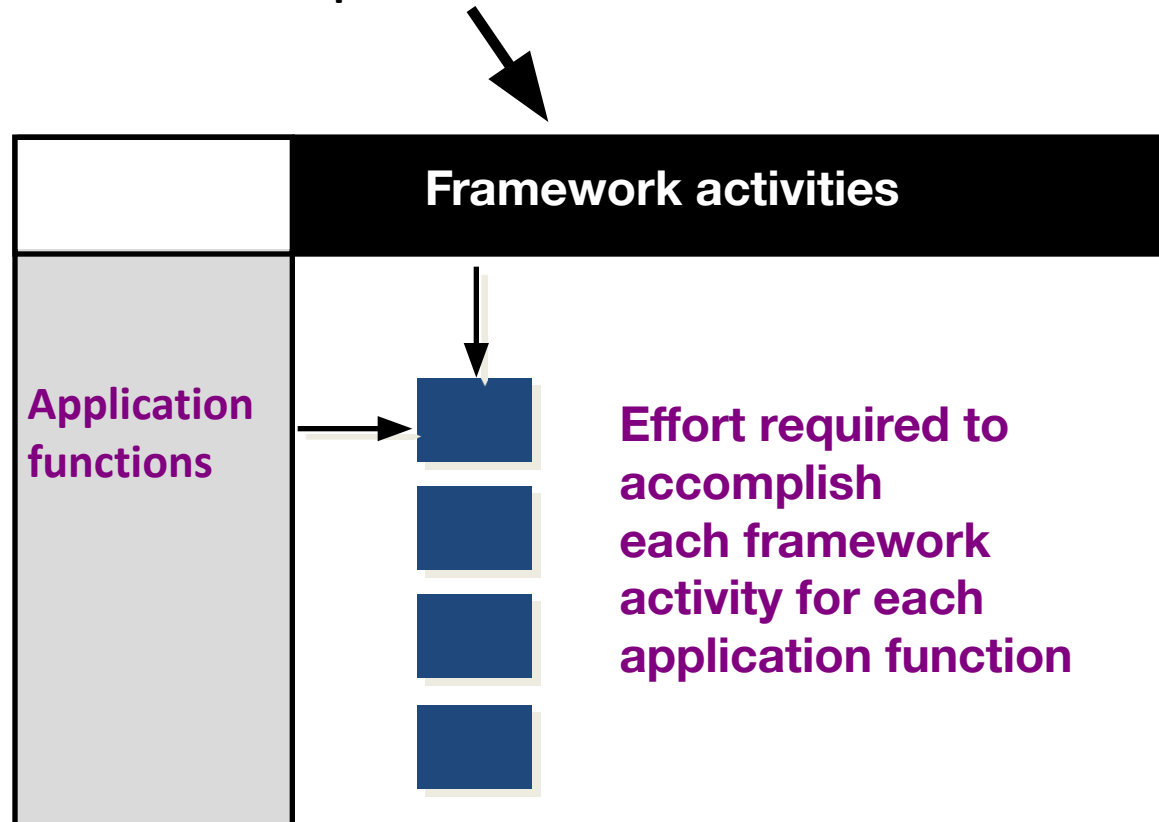 Framework activities
Application
functions
Effort required to
accomplish
each framework
activity for each
application function